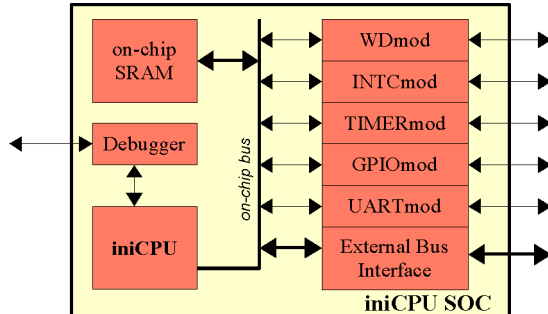 on-chip
SRAM
Debugger
iniCPU
on-chip bus
WDmod
INTCmod
TIMERmod
GPIOmod
UARTmod
External Bus
Interface
iniCPU SOC